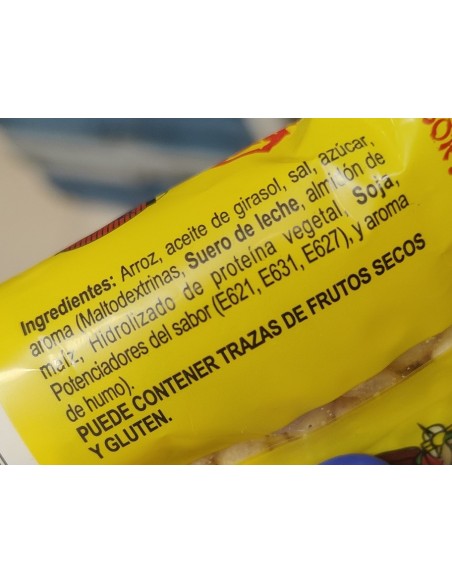 Ingredientes: Arroz, aceite de girasol, sal, azúcar,
aroma (Maltodextrinas, Suero de leche, almidón de
maíz, Hidrolizado de proteína vegetal, Soja,
Potenciadores del sabor (E621, E631, E627), y aroma
de humo).
PUEDE CONTENER TRAZAS DE FRUTOS SECOS
Y GLUTEN.